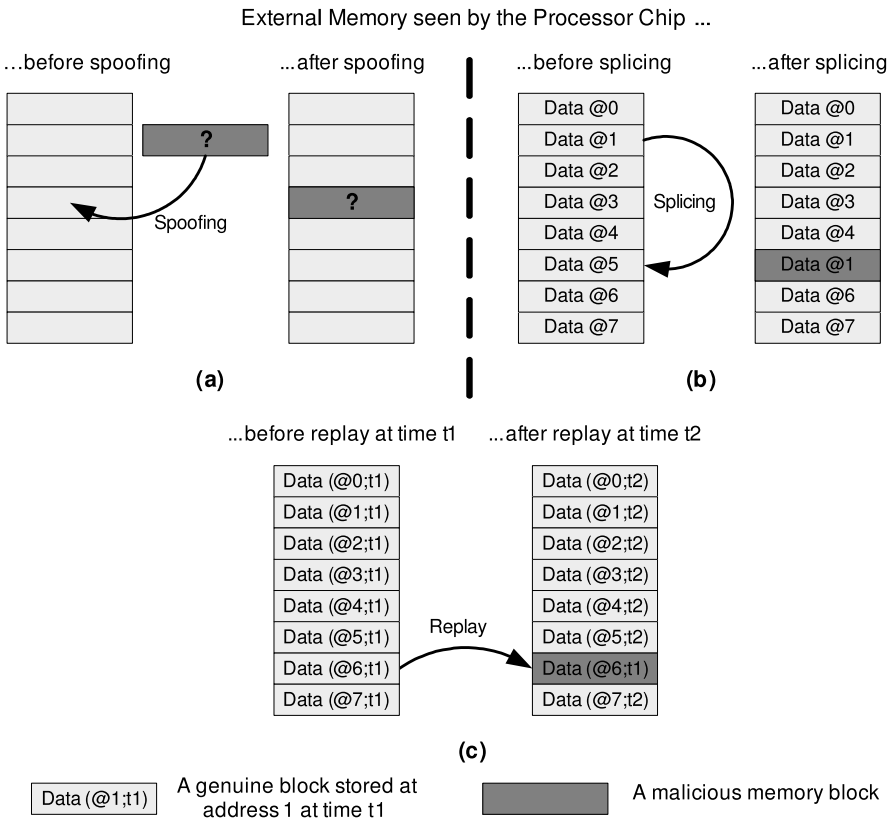 External Memory seen by the Processor Chip ...
...before spoofing
...after spoofing
?
Spoofing
?
(a)
...before splicing
...after splicing
Data @0
Data @1
Data @2
Data @3
Data @4
Data @5
Data @6
Data @7
Splicing
Data @0
Data @1
Data @2
Data @3
Data @4
Data @1
Data @6
Data @7
(b)
...before replay at time t1
...after replay at time t2
Data (@0;t1)
Data (@1;t1)
Data (@2;t1)
Data (@3;t1)
Data (@4;t1)
Data (@5;t1)
Data (@6;t1)
Data (@7;t1)
Replay
Data (@0;t2)
Data (@1;t2)
Data (@2;t2)
Data (@3;t2)
Data (@4;t2)
Data (@5;t2)
Data (@6;t1)
Data (@7;t2)
(c)
Data (@1;t1)
A genuine block stored at
address 1 at time t1
A malicious memory block